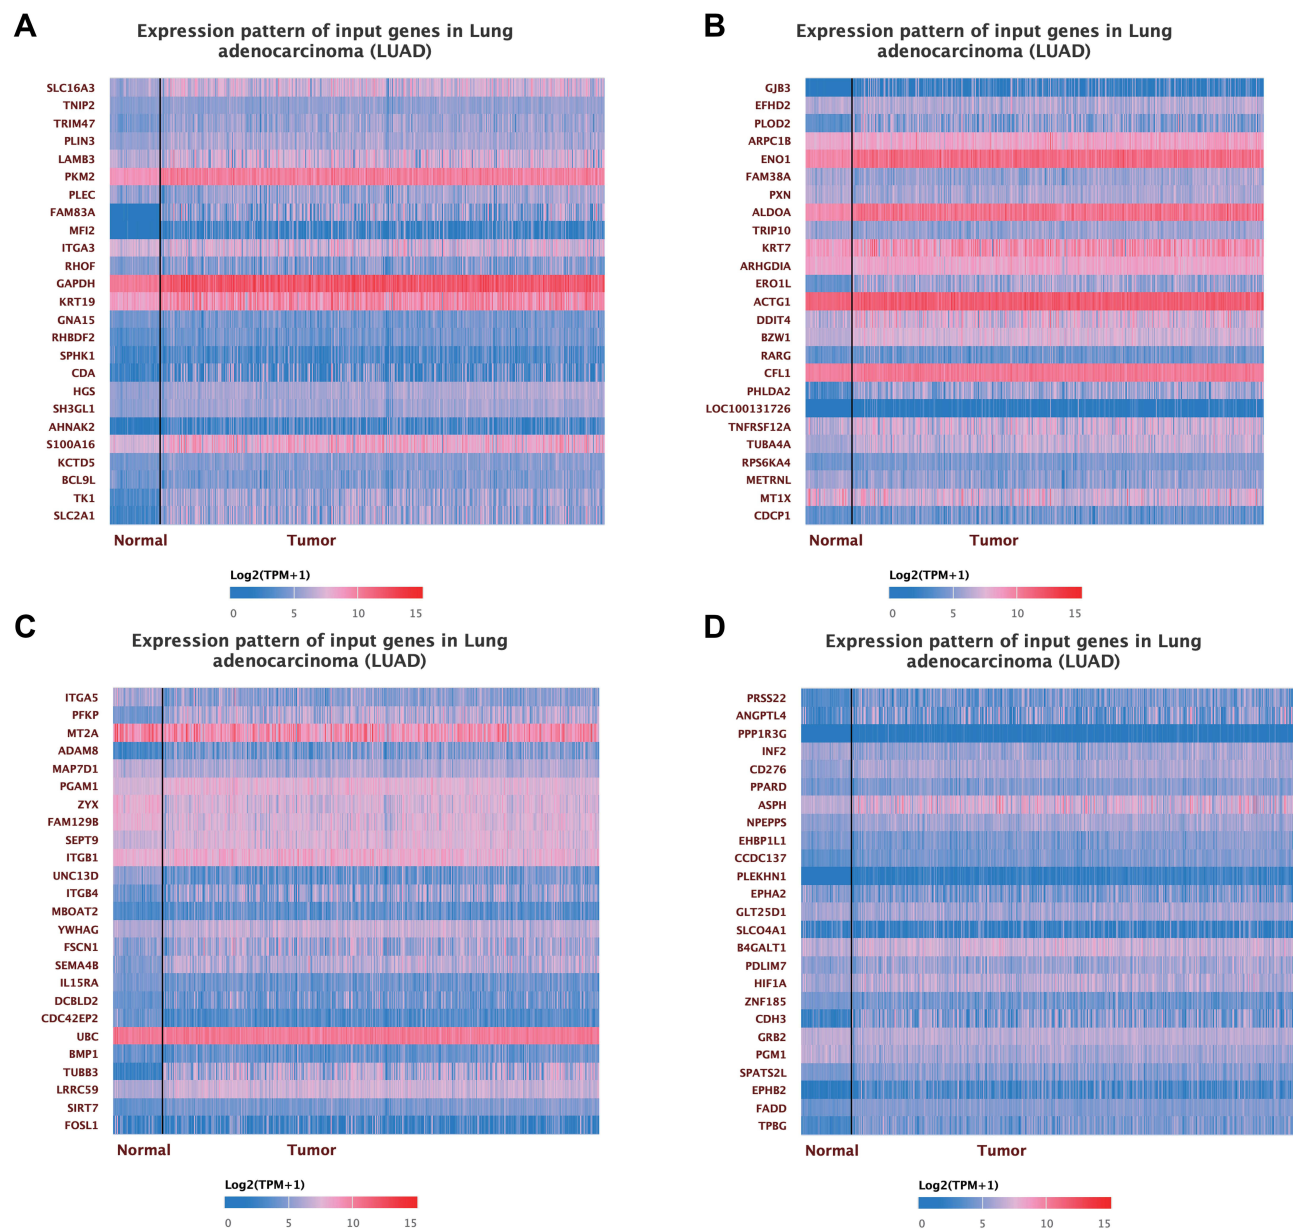 A
Expression pattern of input genes in Lung
adenocarcinoma (LUAD)
SLC16A3
TNIP2
TRIM47
PLIN3
LAMB3
PKM2
PLEC
FAM83A
MFI2
ITGA3
RHOF
GAPDH
KRT19
GNA15
RHBDF2
SPHK1
CDA
HGS
SH3GL1
AHNAK2
S100A16
KCTD5
BCL9L
TK1
SLC2A1
Normal Tumor
Log2(TPM+1)
0 5 10 15
B
Expression pattern of input genes in Lung
adenocarcinoma (LUAD)
GJB3
EFHD2
PLOD2
ARPC1B
ENO1
FAM38A
PXN
ALDOA
TRIP10
KRT7
ARHGDIA
ERO1L
ACTG1
DDIT4
BZW1
RARG
CFL1
PHLDA2
LOC100131726
TNFRSF12A
TUBA4A
RPS6KA4
METRNL
MT1X
CDCP1
Normal Tumor
Log2(TPM+1)
0 5 10 15
C
Expression pattern of input genes in Lung
adenocarcinoma (LUAD)
ITGA5
PFKP
MT2A
ADAM8
MAP7D1
PGAM1
ZYX
FAM129B
SEPT9
ITGB1
UNC13D
ITGB4
MBOAT2
YWHAG
FSCN1
SEMA4B
IL15RA
DCBLD2
CDC42EP2
UBC
BMP1
TUBB3
LRRC59
SIRT7
FOSL1
Normal Tumor
Log2(TPM+1)
0 5 10 15
D
Expression pattern of input genes in Lung
adenocarcinoma (LUAD)
PRSS22
ANGPTL4
PPP1R3G
INF2
CD276
PPARD
ASPH
NPEPPS
EHBP1L1
CCDC137
PLEKHN1
EPHA2
GLT25D1
SLCO4A1
B4GALT1
PDLIM7
HIF1A
ZNF185
CDH3
GRB2
PGM1
SPATS2L
EPHB2
FADD
TPBG
Normal Tumor
Log2(TPM+1)
0 5 10 15